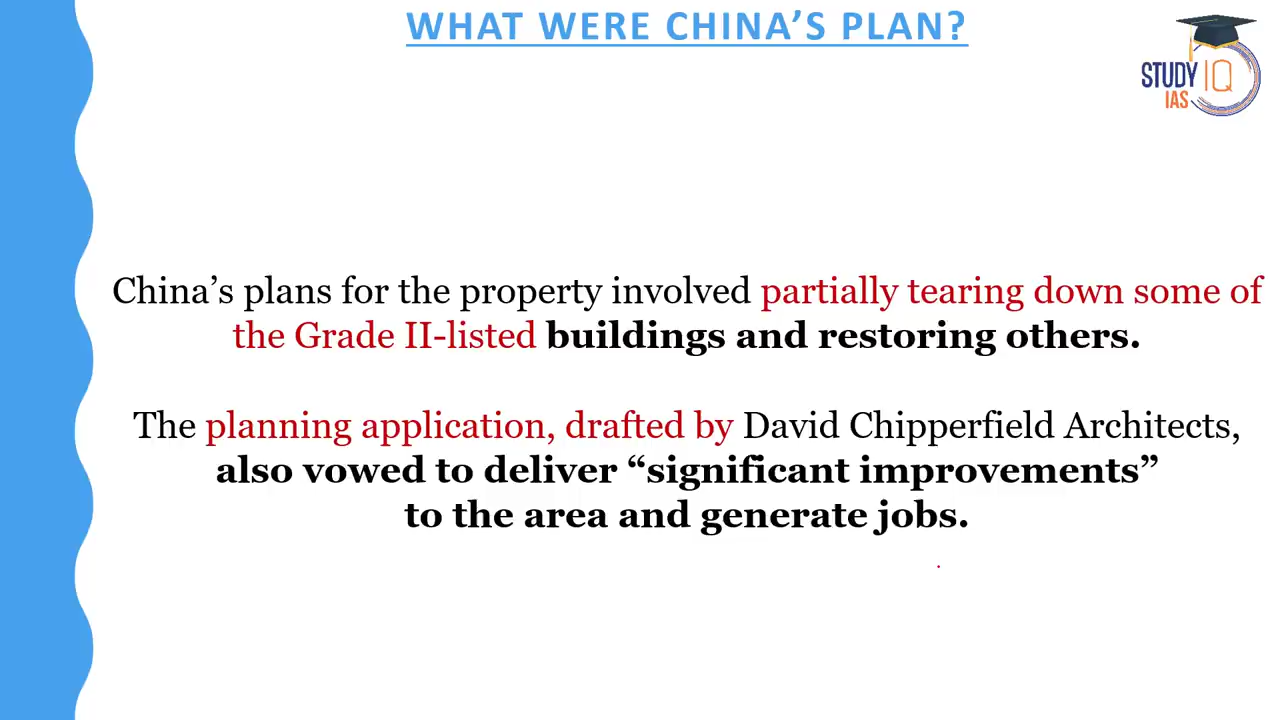 WHAT WERE CHINA'S PLAN?
STUDY IQ
IAS
China's plans for the property involved partially tearing down some of
the Grade II-listed buildings and restoring others.
The planning application, drafted by David Chipperfield Architects,
also vowed to deliver “significant improvements”
to the area and generate jobs.